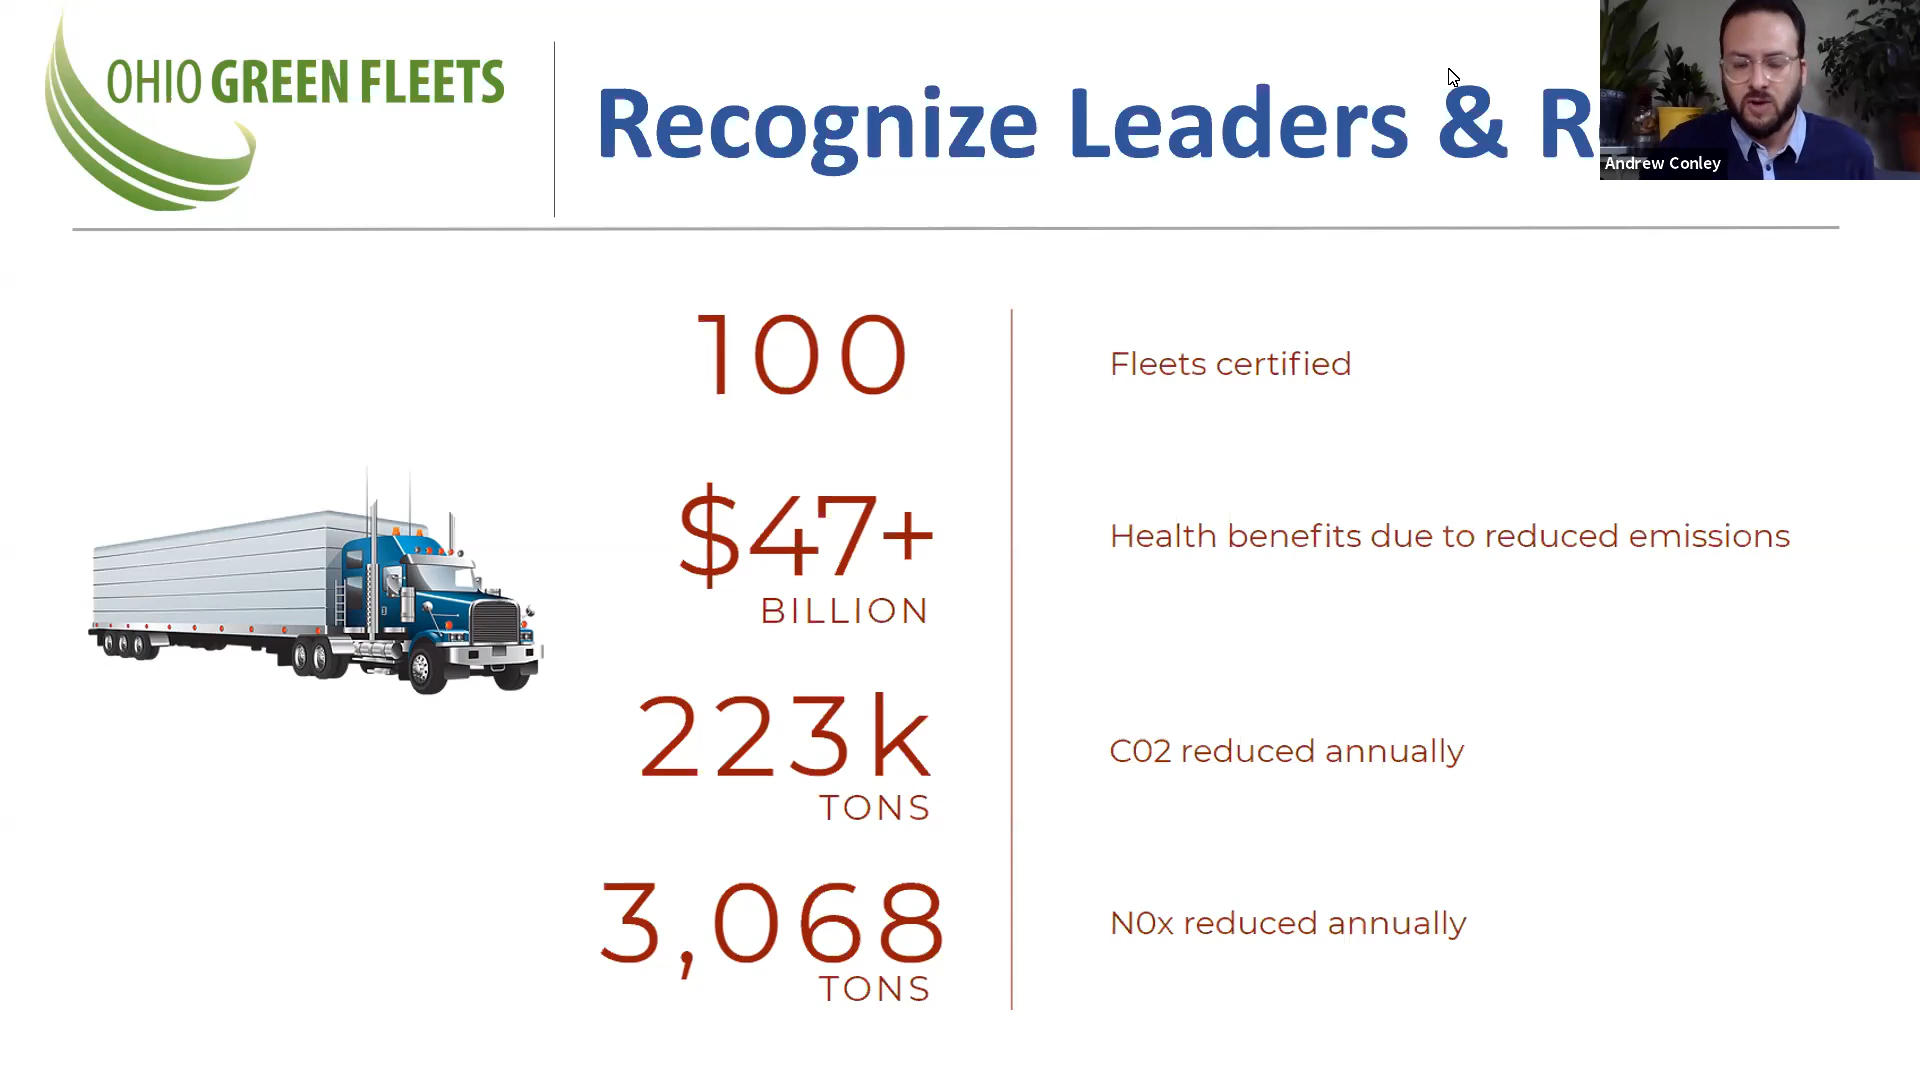 OHIO GREEN FLEETS
Recognize Leaders & R
Andrew Conley
100
Fleets certified
$47+
BILLION
Health benefits due to reduced emissions
223k
TONS
C02 reduced annually
3,068
TONS
N0x reduced annually